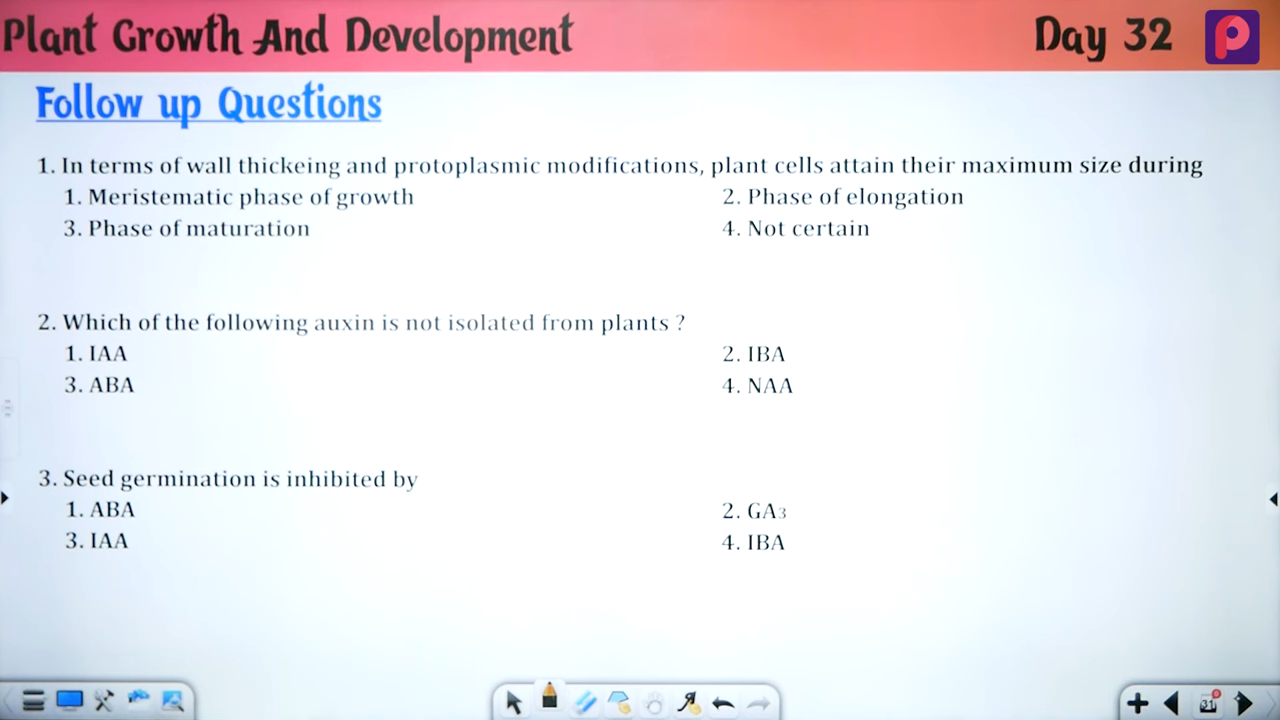 Plant Growth And Development
Day 32
Follow up Questions
1. In terms of wall thickeing and protoplasmic modifications, plant cells attain their maximum size during
1. Meristematic phase of growth
2. Phase of elongation
3. Phase of maturation
4. Not certain
2. Which of the following auxin is not isolated from plants ?
1. IAA
2. IBA
3. ABA
4. NAA
3. Seed germination is inhibited by
1. ABA
2. GA3
3. IAA
4. IBA
31